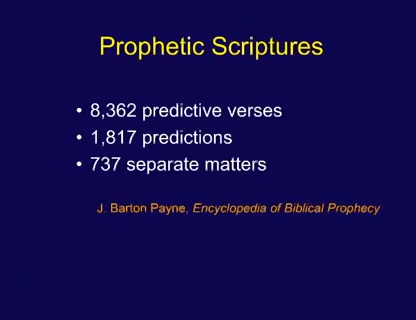 Prophetic Scriptures
• 8,362 predictive verses
• 1,817 predictions
• 737 separate matters
J. Barton Payne, Encyclopedia of Biblical Prophecy